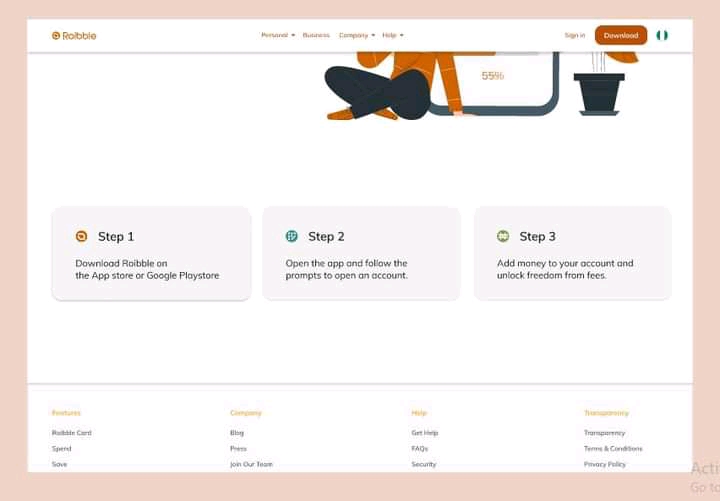 Roibble
Personal Business Company Help
Sign in Download
55%
Step 1
Download Roibble on
the App store or Google Playstore
Step 2
Open the app and follow the
prompts to open an account.
Step 3
Add money to your account and
unlock freedom from fees.
Features
Roibble Card
Spend
Save
Company
Blog
Press
Join Our Team
Help
Get Help
FAQs
Security
Transparency
Transparency
Terms & Conditions
Privacy Policy
Acti
Go to